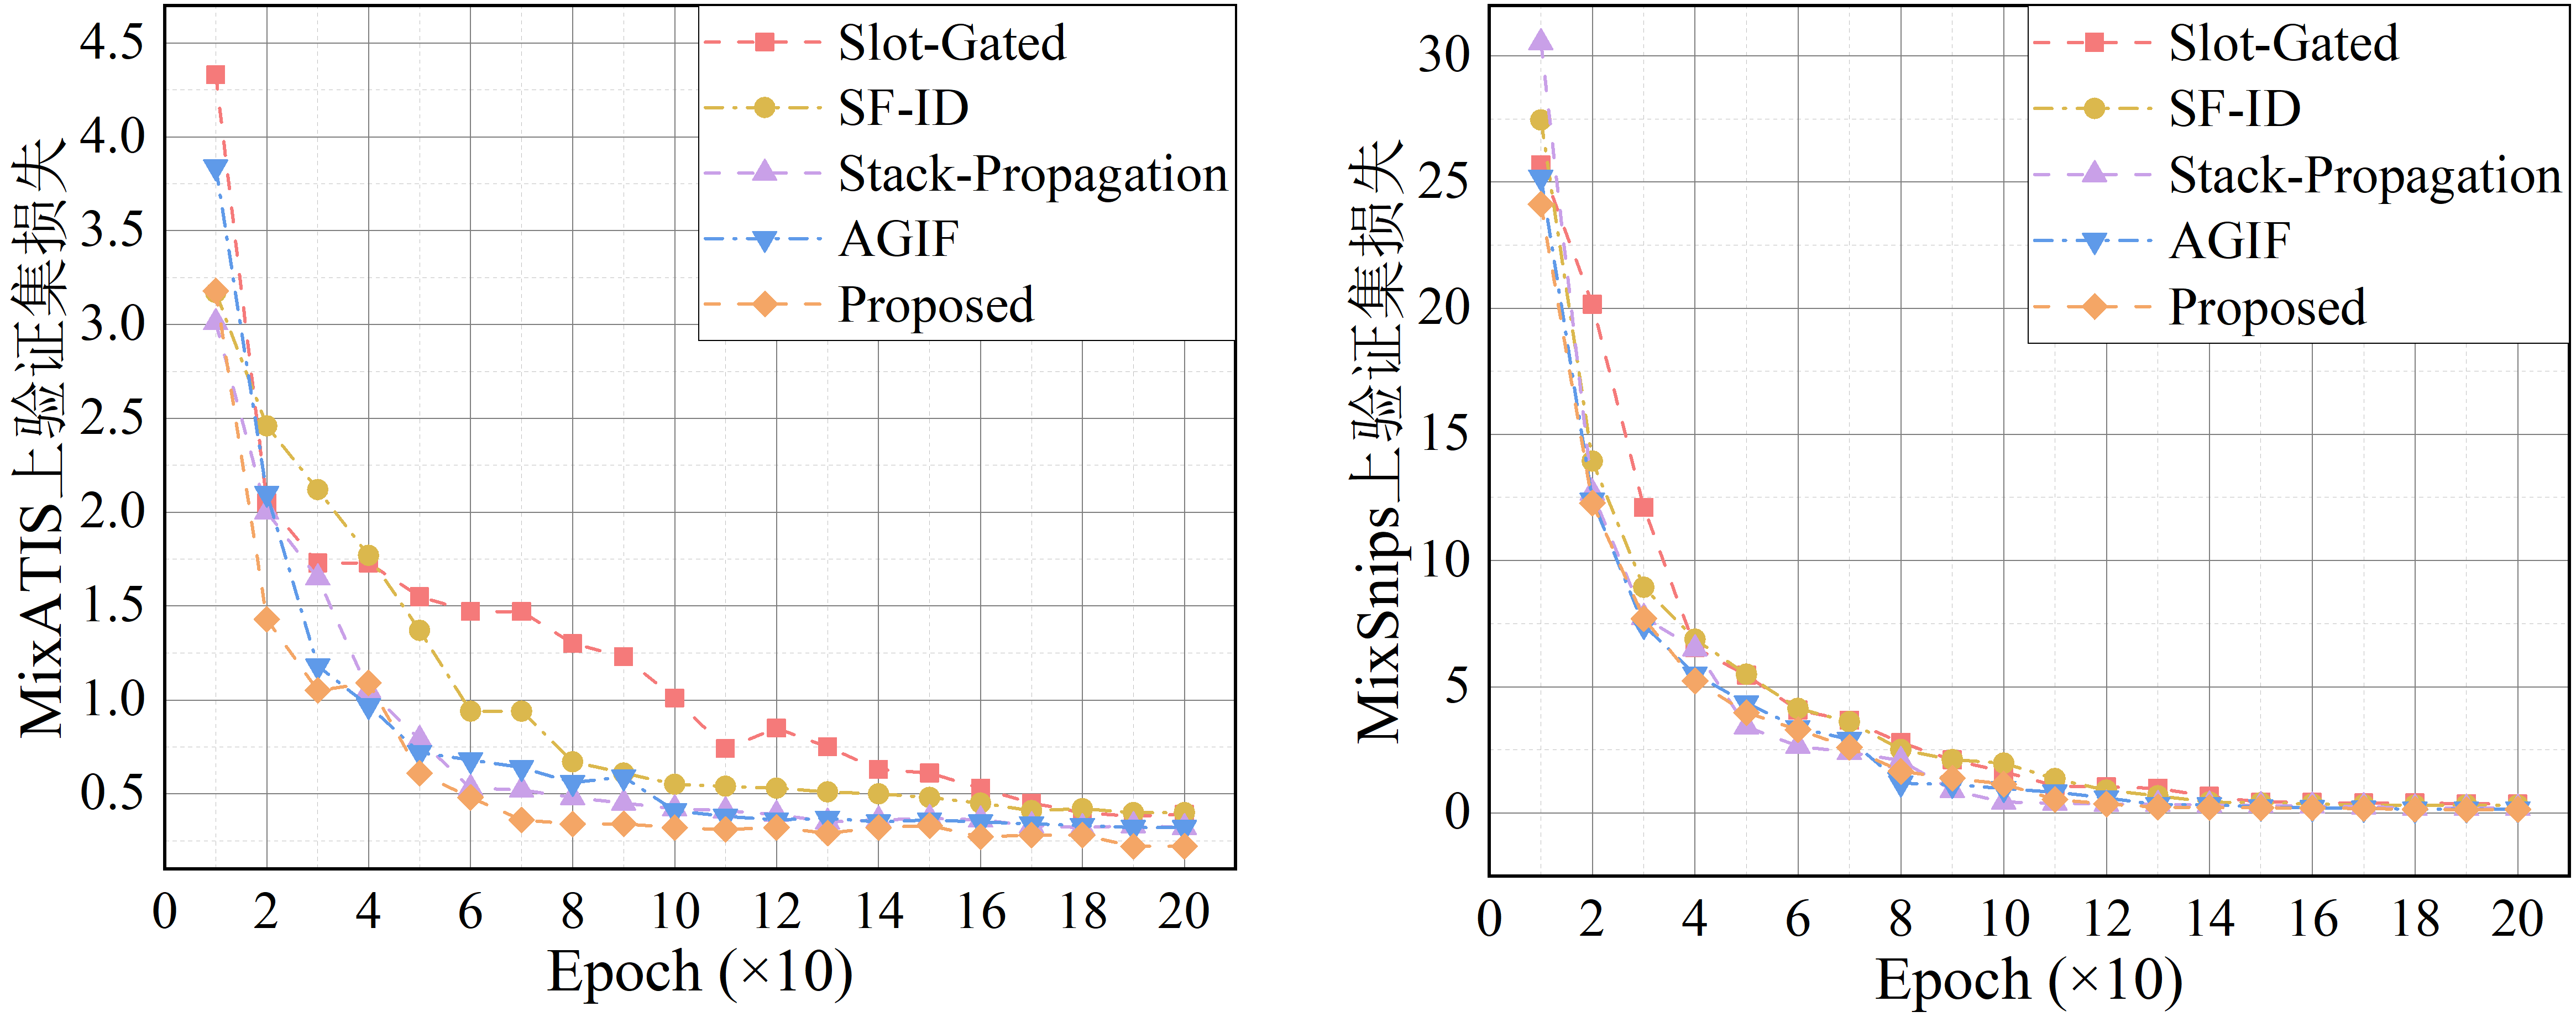 4.5
4.0
3.5
3.0
2.5
2.0
1.5
1.0
0.5
0 2 4 6 8 10 12 14 16 18 20
Epoch (×10)
MixATIS上验证集损失
Slot-Gated
SF-ID
Stack-Propagation
AGIF
Proposed
30
25
20
15
10
5
0
0 2 4 6 8 10 12 14 16 18 20
Epoch (×10)
MixSnips上验证集损失
Slot-Gated
SF-ID
Stack-Propagation
AGIF
Proposed